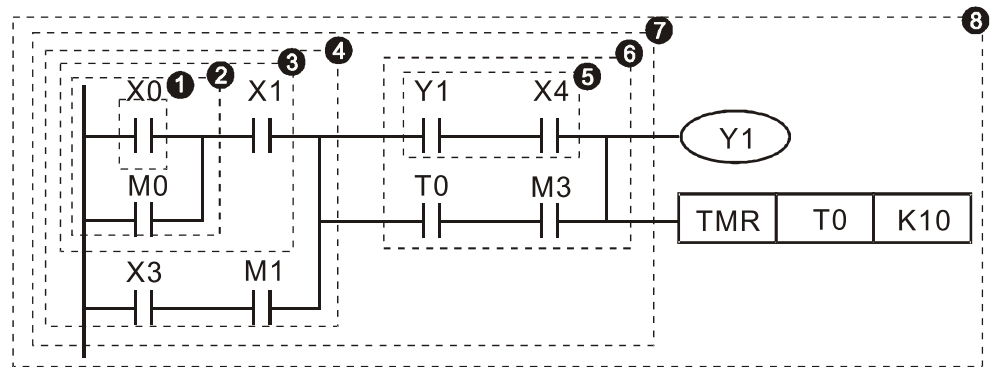 8
7
4 6
3
1 2 5
X0 X1 Y1 X4
Y1
M0 T0 M3
TMR T0 K10
X3 M1